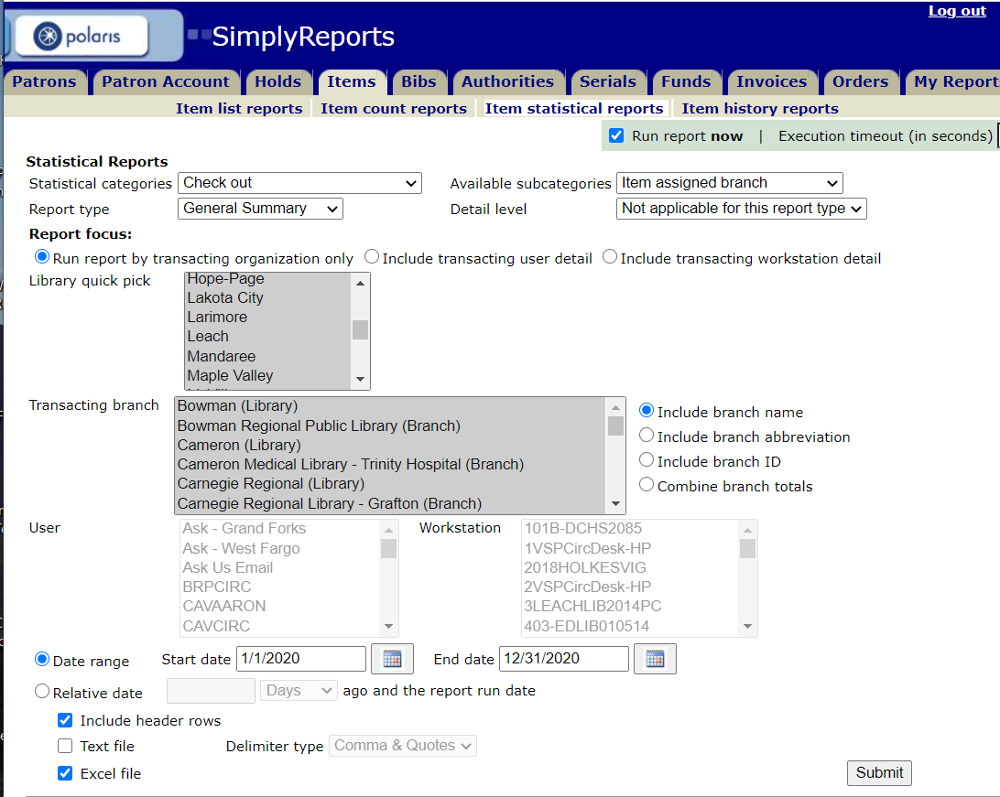 Log out
polaris
SimplyReports
Patrons Patron Account Holds Items Bibs Authorities Serials Funds Invoices Orders My Report
Item list reports Item count reports Item statistical reports Item history reports
Run report now | Execution timeout (in seconds)
Statistical Reports
Statistical categories Check out Available subcategories Item assigned branch
Report type General Summary Detail level Not applicable for this report type
Report focus:
Run report by transacting organization only Include transacting user detail Include transacting workstation detail
Library quick pick
Hope-Page
Lakota City
Larimore
Leach
Mandaree
Maple Valley
Transacting branch
Bowman (Library)
Bowman Regional Public Library (Branch)
Cameron (Library)
Cameron Medical Library - Trinity Hospital (Branch)
Carnegie Regional (Library)
Carnegie Regional Library - Grafton (Branch)
Include branch name
Include branch abbreviation
Include branch ID
Combine branch totals
User
Ask - Grand Forks
Ask - West Fargo
Ask Us Email
BRPCIRC
CAVAARON
CAVCIRC
Workstation
101B-DCHS2085
1VSPCircDesk-HP
2018HOLKESVIG
2VSPCircDesk-HP
3LEACHLIB2014PC
403-EDLIB010514
Date range Start date 1/1/2020 End date 12/31/2020
Relative date Days ago and the report run date
Include header rows
Text file Delimiter type Comma & Quotes
Excel file
Submit